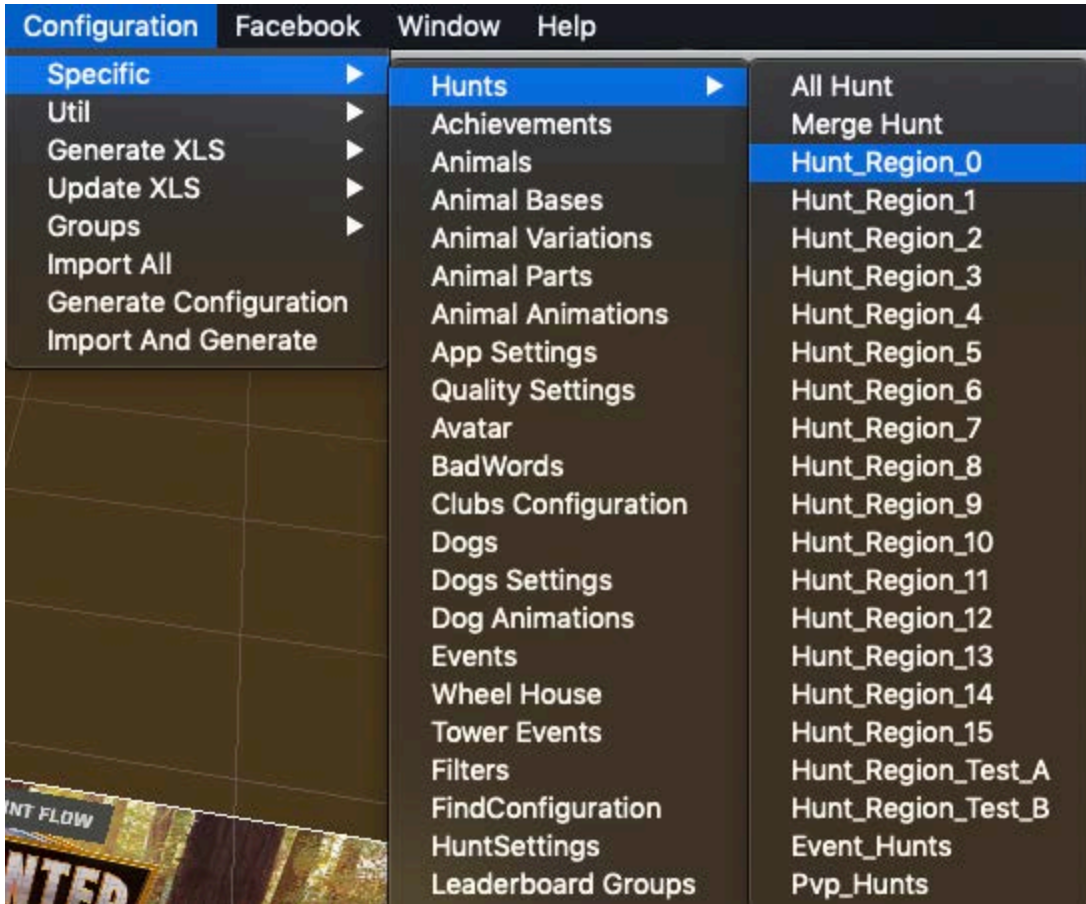 Configuration Facebook Window Help
Specific
Util
Generate XLS
Update XLS
Groups
Import All
Generate Configuration
Import And Generate
Hunts
Achievements
Animals
Animal Bases
Animal Variations
Animal Parts
Animal Animations
App Settings
Quality Settings
Avatar
BadWords
Clubs Configuration
Dogs
Dogs Settings
Dog Animations
Events
Wheel House
Tower Events
Filters
FindConfiguration
HuntSettings
Leaderboard Groups
All Hunt
Merge Hunt
Hunt_Region_0
Hunt_Region_1
Hunt_Region_2
Hunt_Region_3
Hunt_Region_4
Hunt_Region_5
Hunt_Region_6
Hunt_Region_7
Hunt_Region_8
Hunt_Region_9
Hunt_Region_10
Hunt_Region_11
Hunt_Region_12
Hunt_Region_13
Hunt_Region_14
Hunt_Region_15
Hunt_Region_Test_A
Hunt_Region_Test_B
Event_Hunts
Pvp_Hunts
FLOW